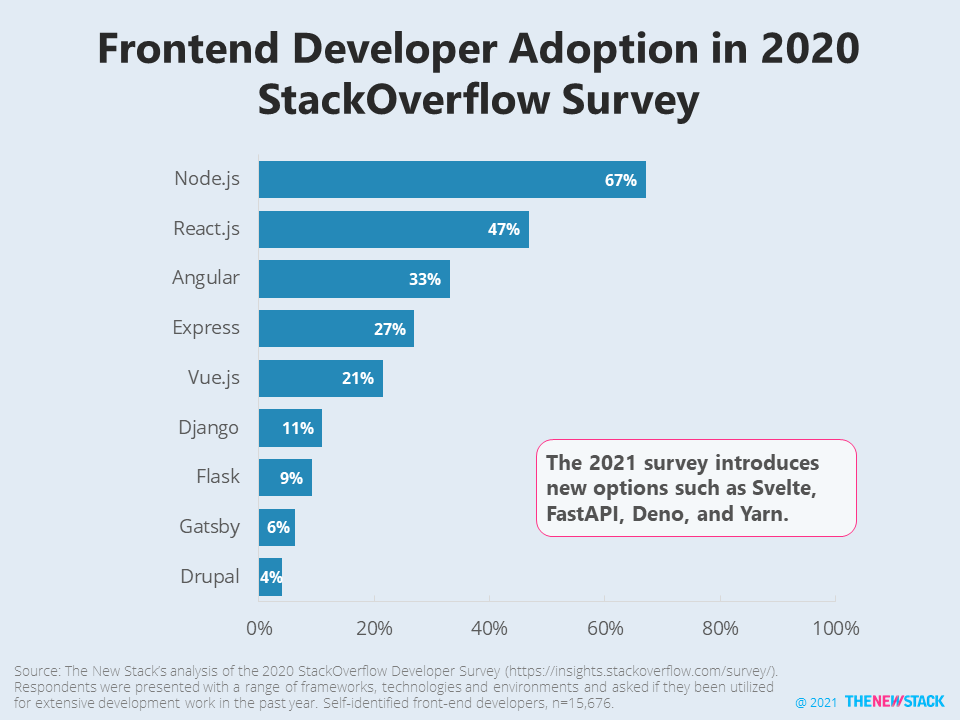 Frontend Developer Adoption in 2020
StackOverflow Survey
Node.js 67%
React.js 47%
Angular 33%
Express 27%
Vue.js 21%
Django 11%
Flask 9%
Gatsby 6%
Drupal 4%
The 2021 survey introduces
new options such as Svelte,
FastAPI, Deno, and Yarn.
0% 20% 40% 60% 80% 100%
Source: The New Stack's analysis of the 2020 StackOverflow Developer Survey (https://insights.stackoverflow.com/survey/).
Respondents were presented with a range of frameworks, technologies and environments and asked if they been utilized
for extensive development work in the past year. Self-identified front-end developers, n=15,676.
@ 2021 THENEWSTACK